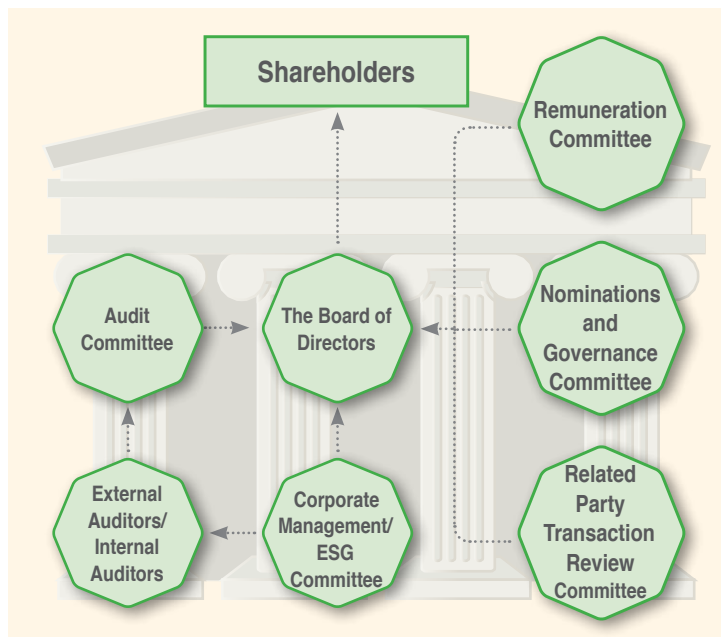 Shareholders
Remuneration
Committee
Audit
Committee
The Board of
Directors
Nominations
and
Governance
Committee
External
Auditors/
Internal
Auditors
Corporate
Management/
ESG
Committee
Related
Party
Transaction
Review
Committee